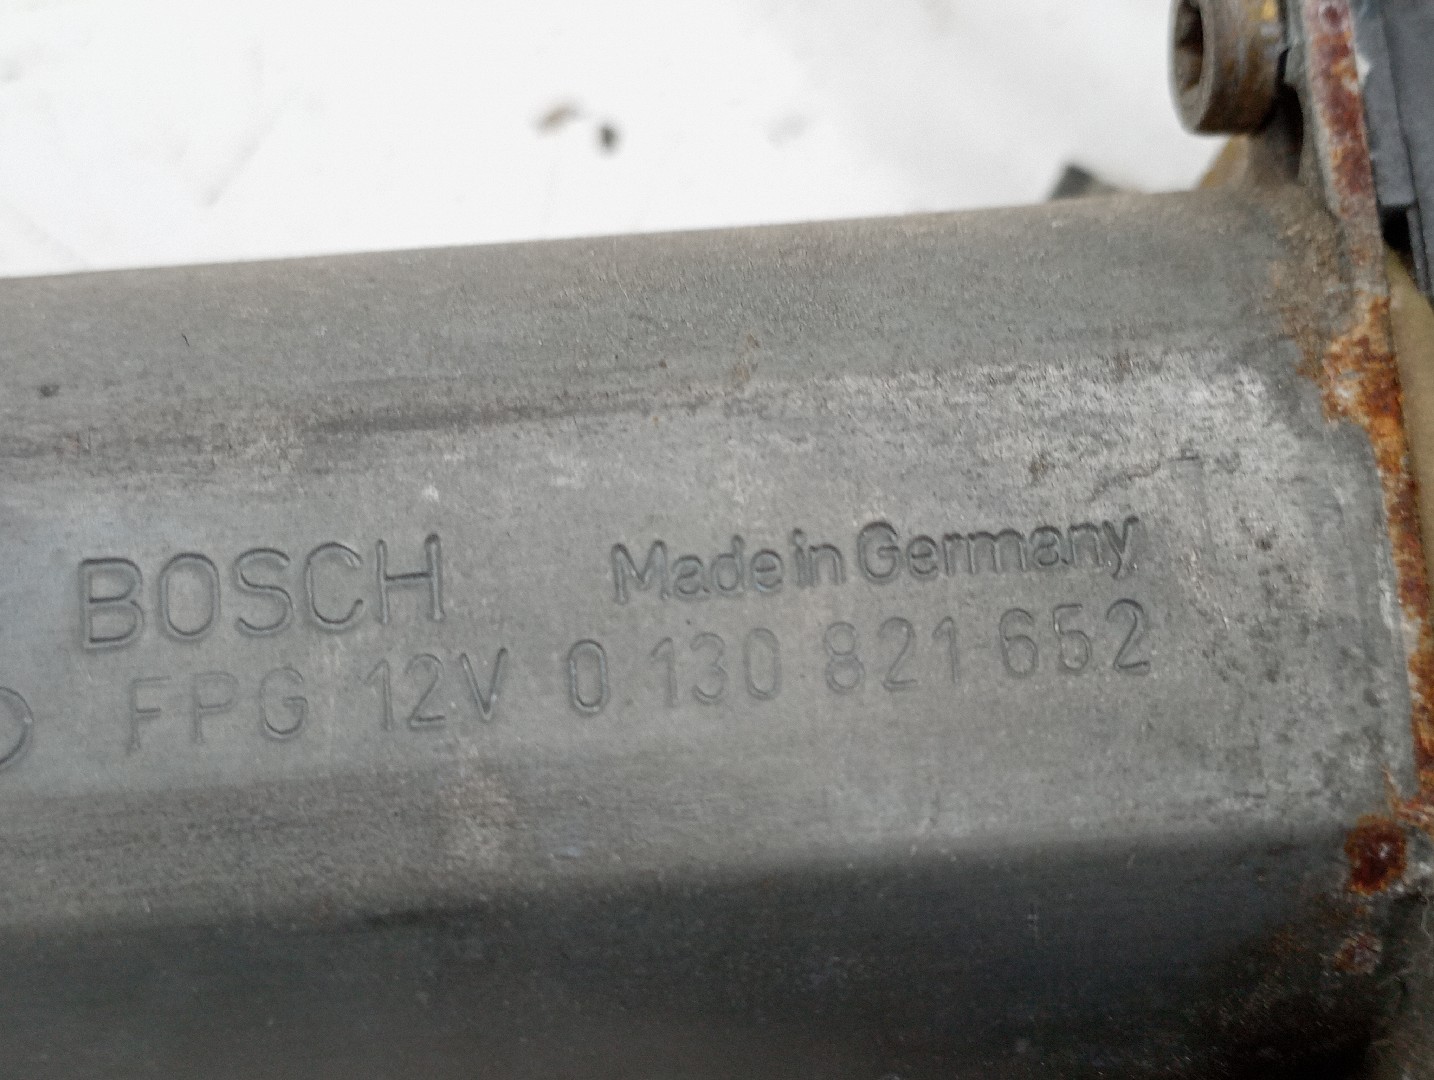 BOSCH Made in Germany
FPG 12V 0 130 821 652